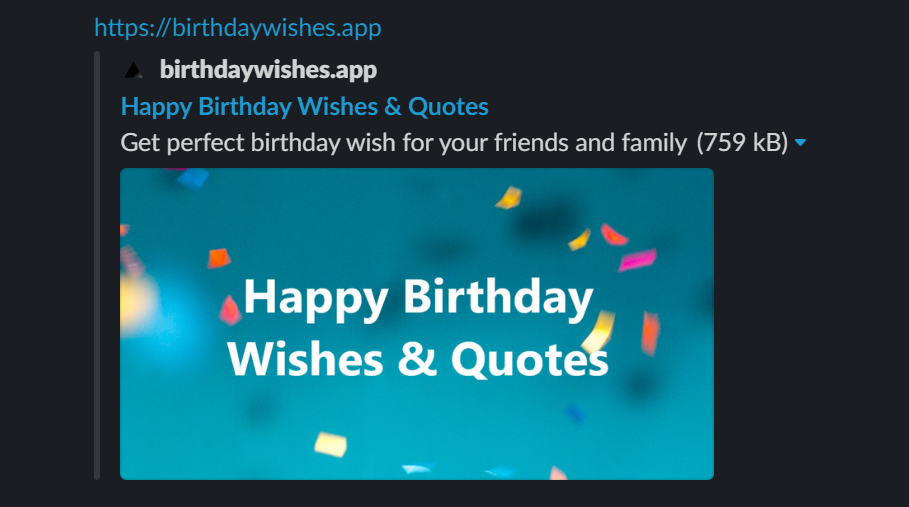 https://birthdaywishes.app
birthdaywishes.app
Happy Birthday Wishes & Quotes
Get perfect birthday wish for your friends and family (759 kB)
Happy Birthday
Wishes & Quotes